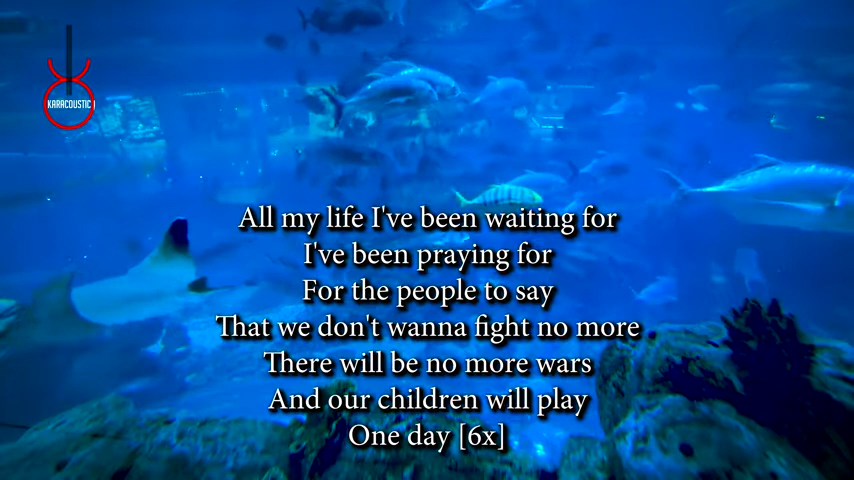 KARACOUSTIC
All my life I've been waiting for
I've been praying for
For the people to say
That we don't wanna fight no more
There will be no more wars
And our children will play
One day [6x]